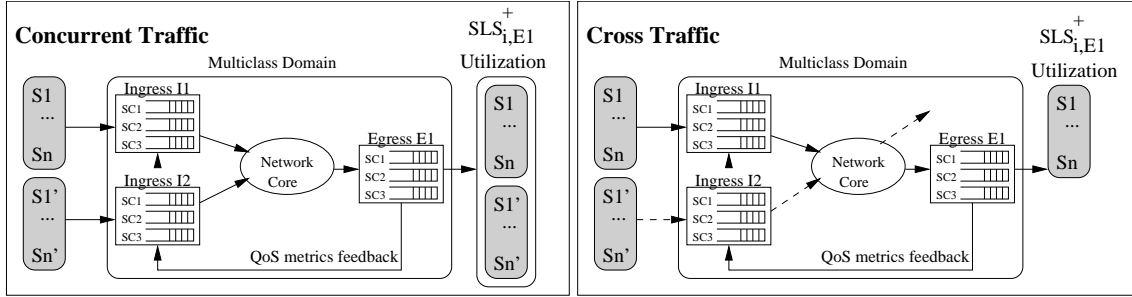 Concurrent Traffic
SLS+i,E1
Utilization
Multiclass Domain
S1
...
Sn
S1'
...
Sn'
Ingress I1
SC1
SC2
SC3
Ingress I2
SC1
SC2
SC3
Network
Core
Egress E1
SC1
SC2
SC3
QoS metrics feedback
S1
...
Sn
S1'
...
Sn'
Cross Traffic
SLS+i,E1
Utilization
Multiclass Domain
S1
...
Sn
S1'
...
Sn'
Ingress I1
SC1
SC2
SC3
Ingress I2
SC1
SC2
SC3
Network
Core
Egress E1
SC1
SC2
SC3
QoS metrics feedback
S1
...
Sn